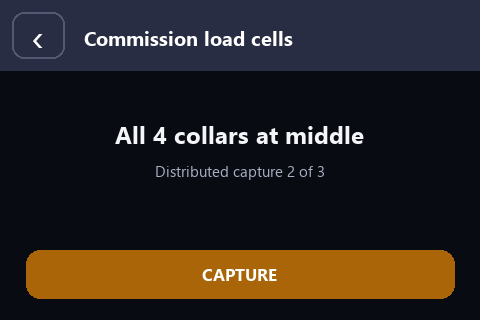 Commission load cells
All 4 collars at middle
Distributed capture 2 of 3
CAPTURE